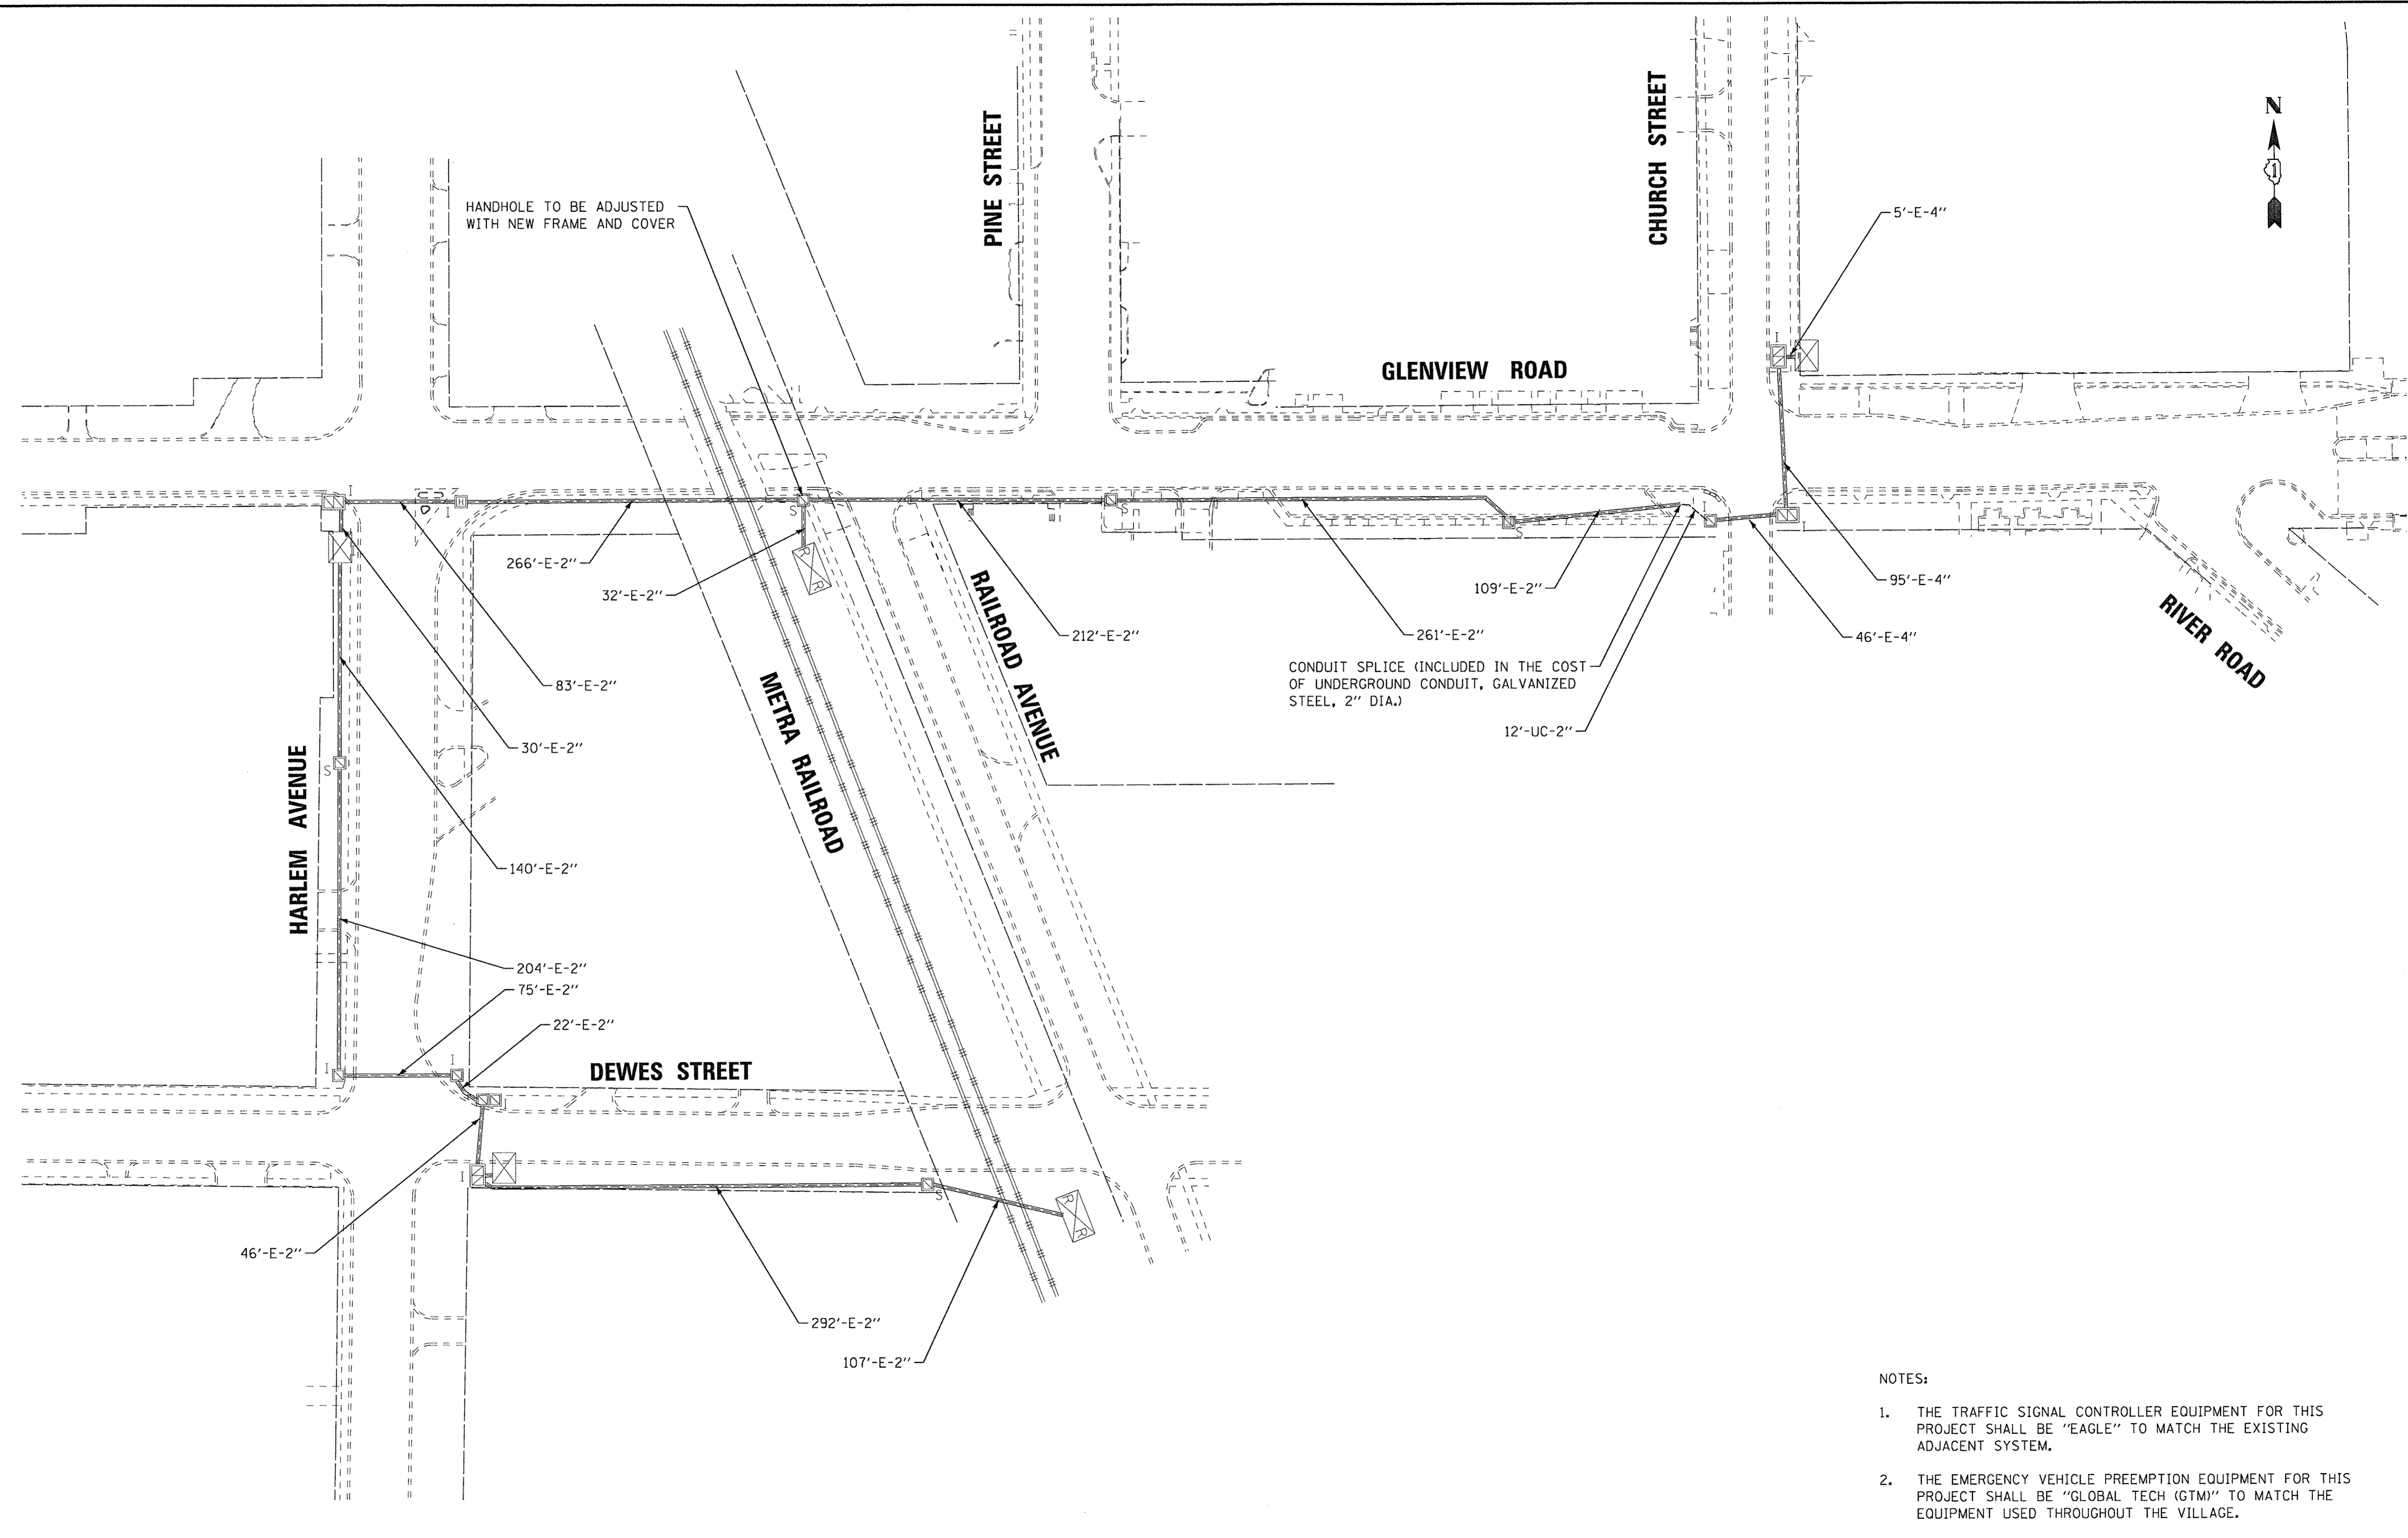 N
1
PINE STREET
CHURCH STREET
HANDHOLE TO BE ADJUSTED
WITH NEW FRAME AND COVER
5'-E-4"
I
GLENVIEW ROAD
I
I
H
I
S
S
S
I
I
R
R
266'-E-2"
32'-E-2"
109'-E-2"
95'-E-4"
212'-E-2"
261'-E-2"
46'-E-4"
RAILROAD AVENUE
RIVER ROAD
CONDUIT SPLICE (INCLUDED IN THE COST
OF UNDERGROUND CONDUIT, GALVANIZED
STEEL, 2" DIA.)
12'-UC-2"
83'-E-2"
30'-E-2"
METRA RAILROAD
HARLEM AVENUE
S
140'-E-2"
204'-E-2"
75'-E-2"
22'-E-2"
I
I
DEWES STREET
I
I
S
R
R
46'-E-2"
292'-E-2"
107'-E-2"
NOTES:
1. THE TRAFFIC SIGNAL CONTROLLER EQUIPMENT FOR THIS
PROJECT SHALL BE "EAGLE" TO MATCH THE EXISTING
ADJACENT SYSTEM.
2. THE EMERGENCY VEHICLE PREEMPTION EQUIPMENT FOR THIS
PROJECT SHALL BE "GLOBAL TECH (GTM)" TO MATCH THE
EQUIPMENT USED THROUGHOUT THE VILLAGE.